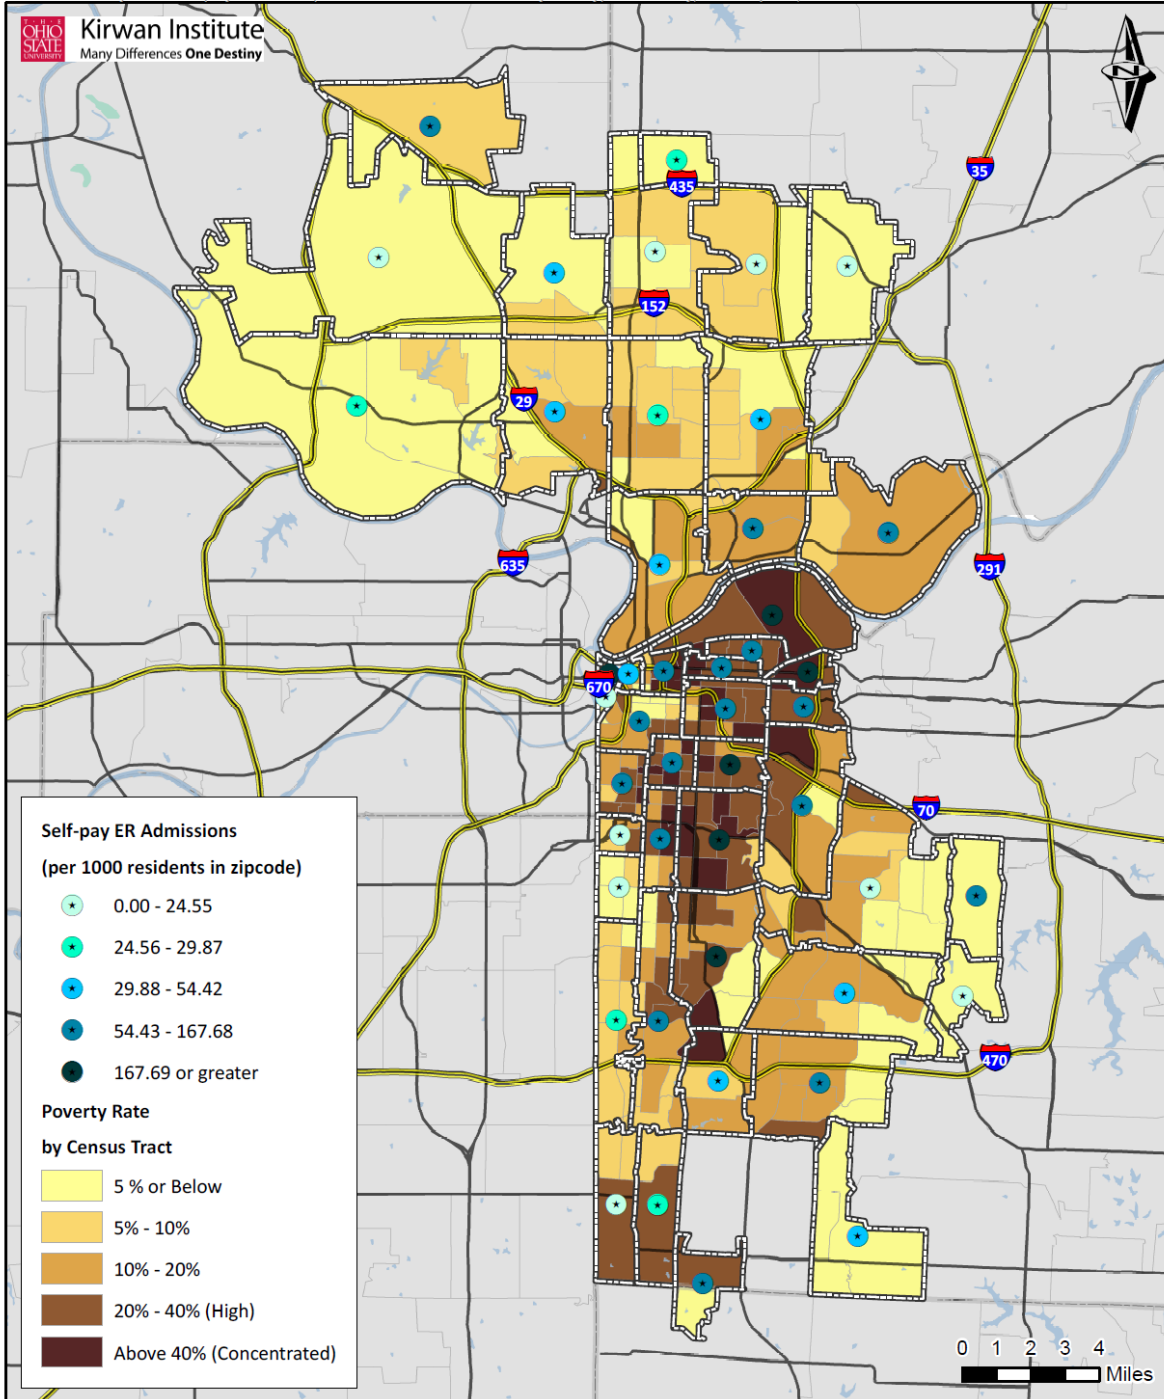 THE
OHIO
STATE
UNIVERSITY
Kirwan Institute
Many Differences One Destiny
N
35
435
152
29
635
291
670
70
470
Self-pay ER Admissions
(per 1000 residents in zipcode)
0.00 - 24.55
24.56 - 29.87
29.88 - 54.42
54.43 - 167.68
167.69 or greater
Poverty Rate
by Census Tract
5 % or Below
5% - 10%
10% - 20%
20% - 40% (High)
Above 40% (Concentrated)
0 1 2 3 4
Miles